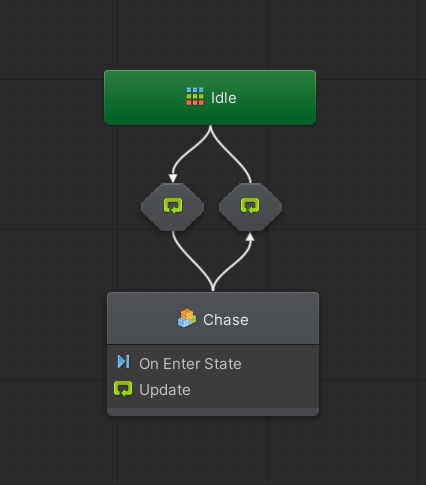 Idle
Chase
On Enter State
Update